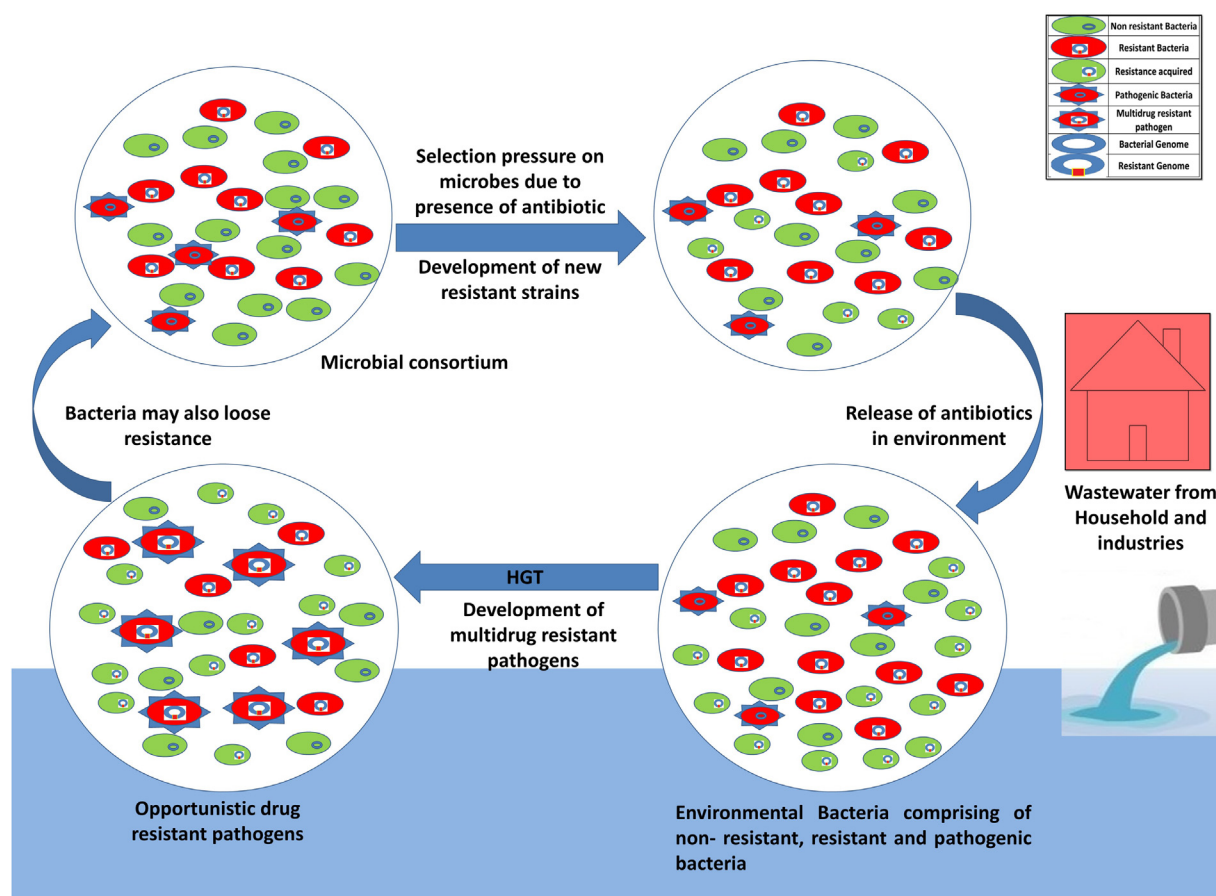 Non resistant Bacteria
Resistant Bacteria
Resistance acquired
Pathogenic Bacteria
Multidrug resistant
pathogen
Bacterial Genome
Resistant Genome
Selection pressure on
microbes due to
presence of antibiotic
Development of new
resistant strains
Microbial consortium
Bacteria may also loose
resistance
Release of antibiotics
in environment
Wastewater from
Household and
industries
HGT
Development of
multidrug resistant
pathogens
Opportunistic drug
resistant pathogens
Environmental Bacteria comprising of
non- resistant, resistant and pathogenic
bacteria